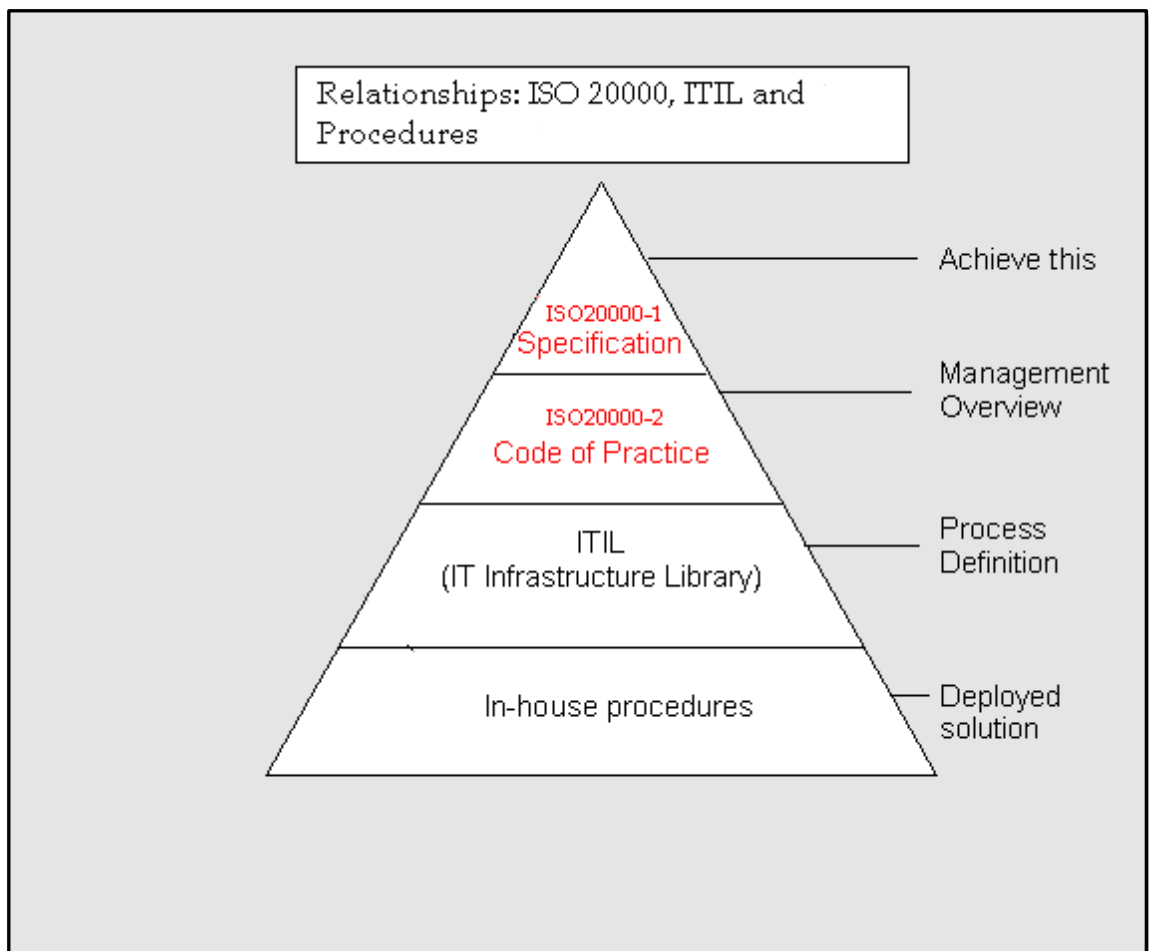 Relationships: ISO 20000, ITIL and
Procedures
Achieve this
ISO20000-1
Specification
Management
Overview
ISO20000-2
Code of Practice
Process
Definition
ITIL
(IT Infrastructure Library)
Deployed
solution
In-house procedures